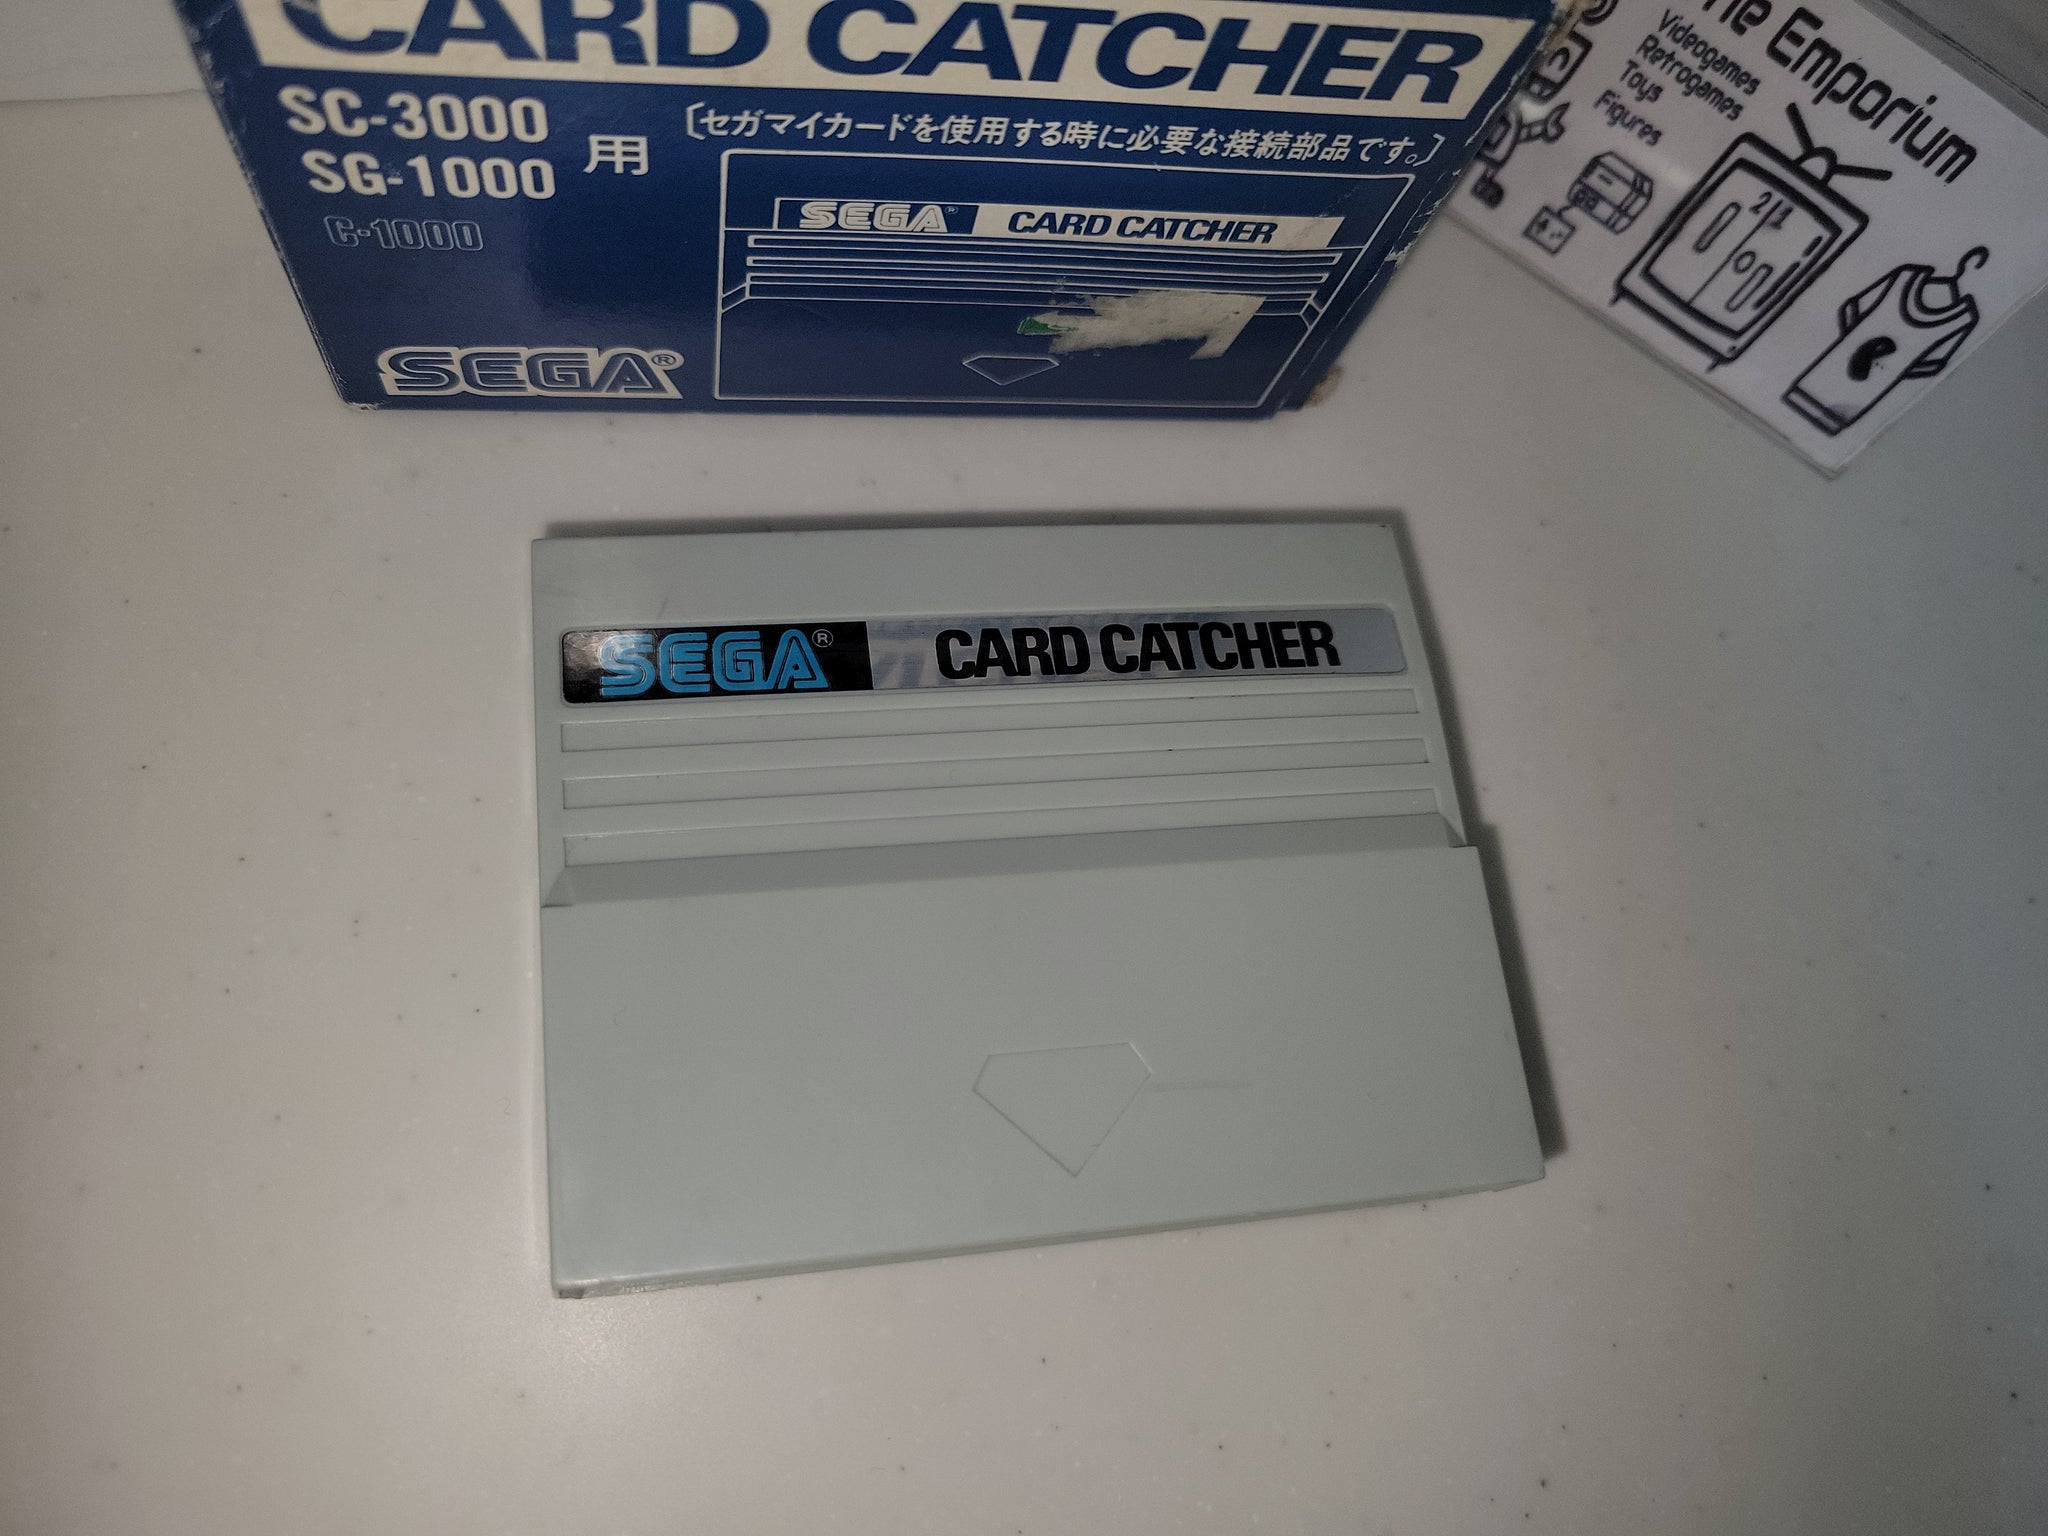 CARD CATCHER
SC-3000
SG-1000
用
〔セガマイカードを使用する時に必要な接続部品です。〕
C-1000
SEGA®
SEGA® CARD CATCHER
Emporium
Videogames
Retrogames
Toys
Figures
21
SEGA® CARD CATCHER